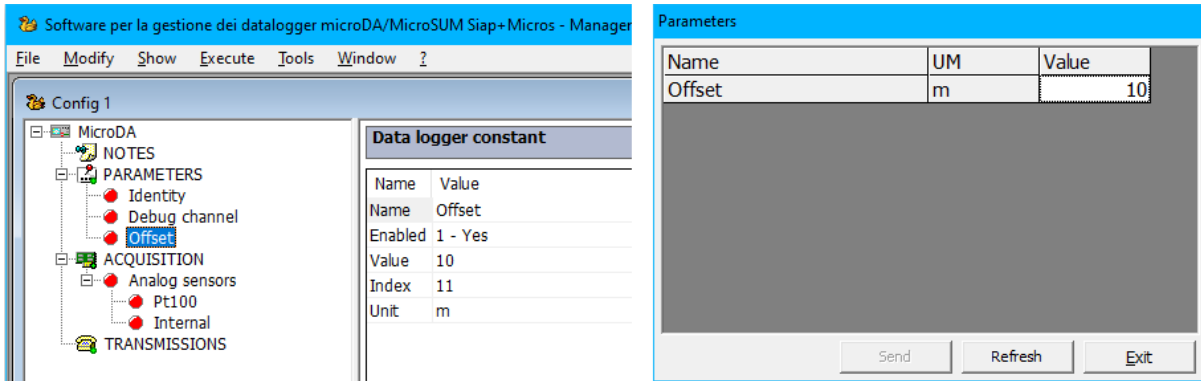 Software per la gestione dei datalogger microDA/MicroSUM Siap+Micros - Manager
File Modify Show Execute Tools Window ?
Config 1
MicroDA
NOTES
PARAMETERS
Identity
Debug channel
Offset
ACQUISITION
Analog sensors
Pt100
Internal
TRANSMISSIONS
Data logger constant
Name Value
Name Offset
Enabled 1 - Yes
Value 10
Index 11
Unit m
Parameters
Name UM Value
Offset m 10
Send Refresh Exit